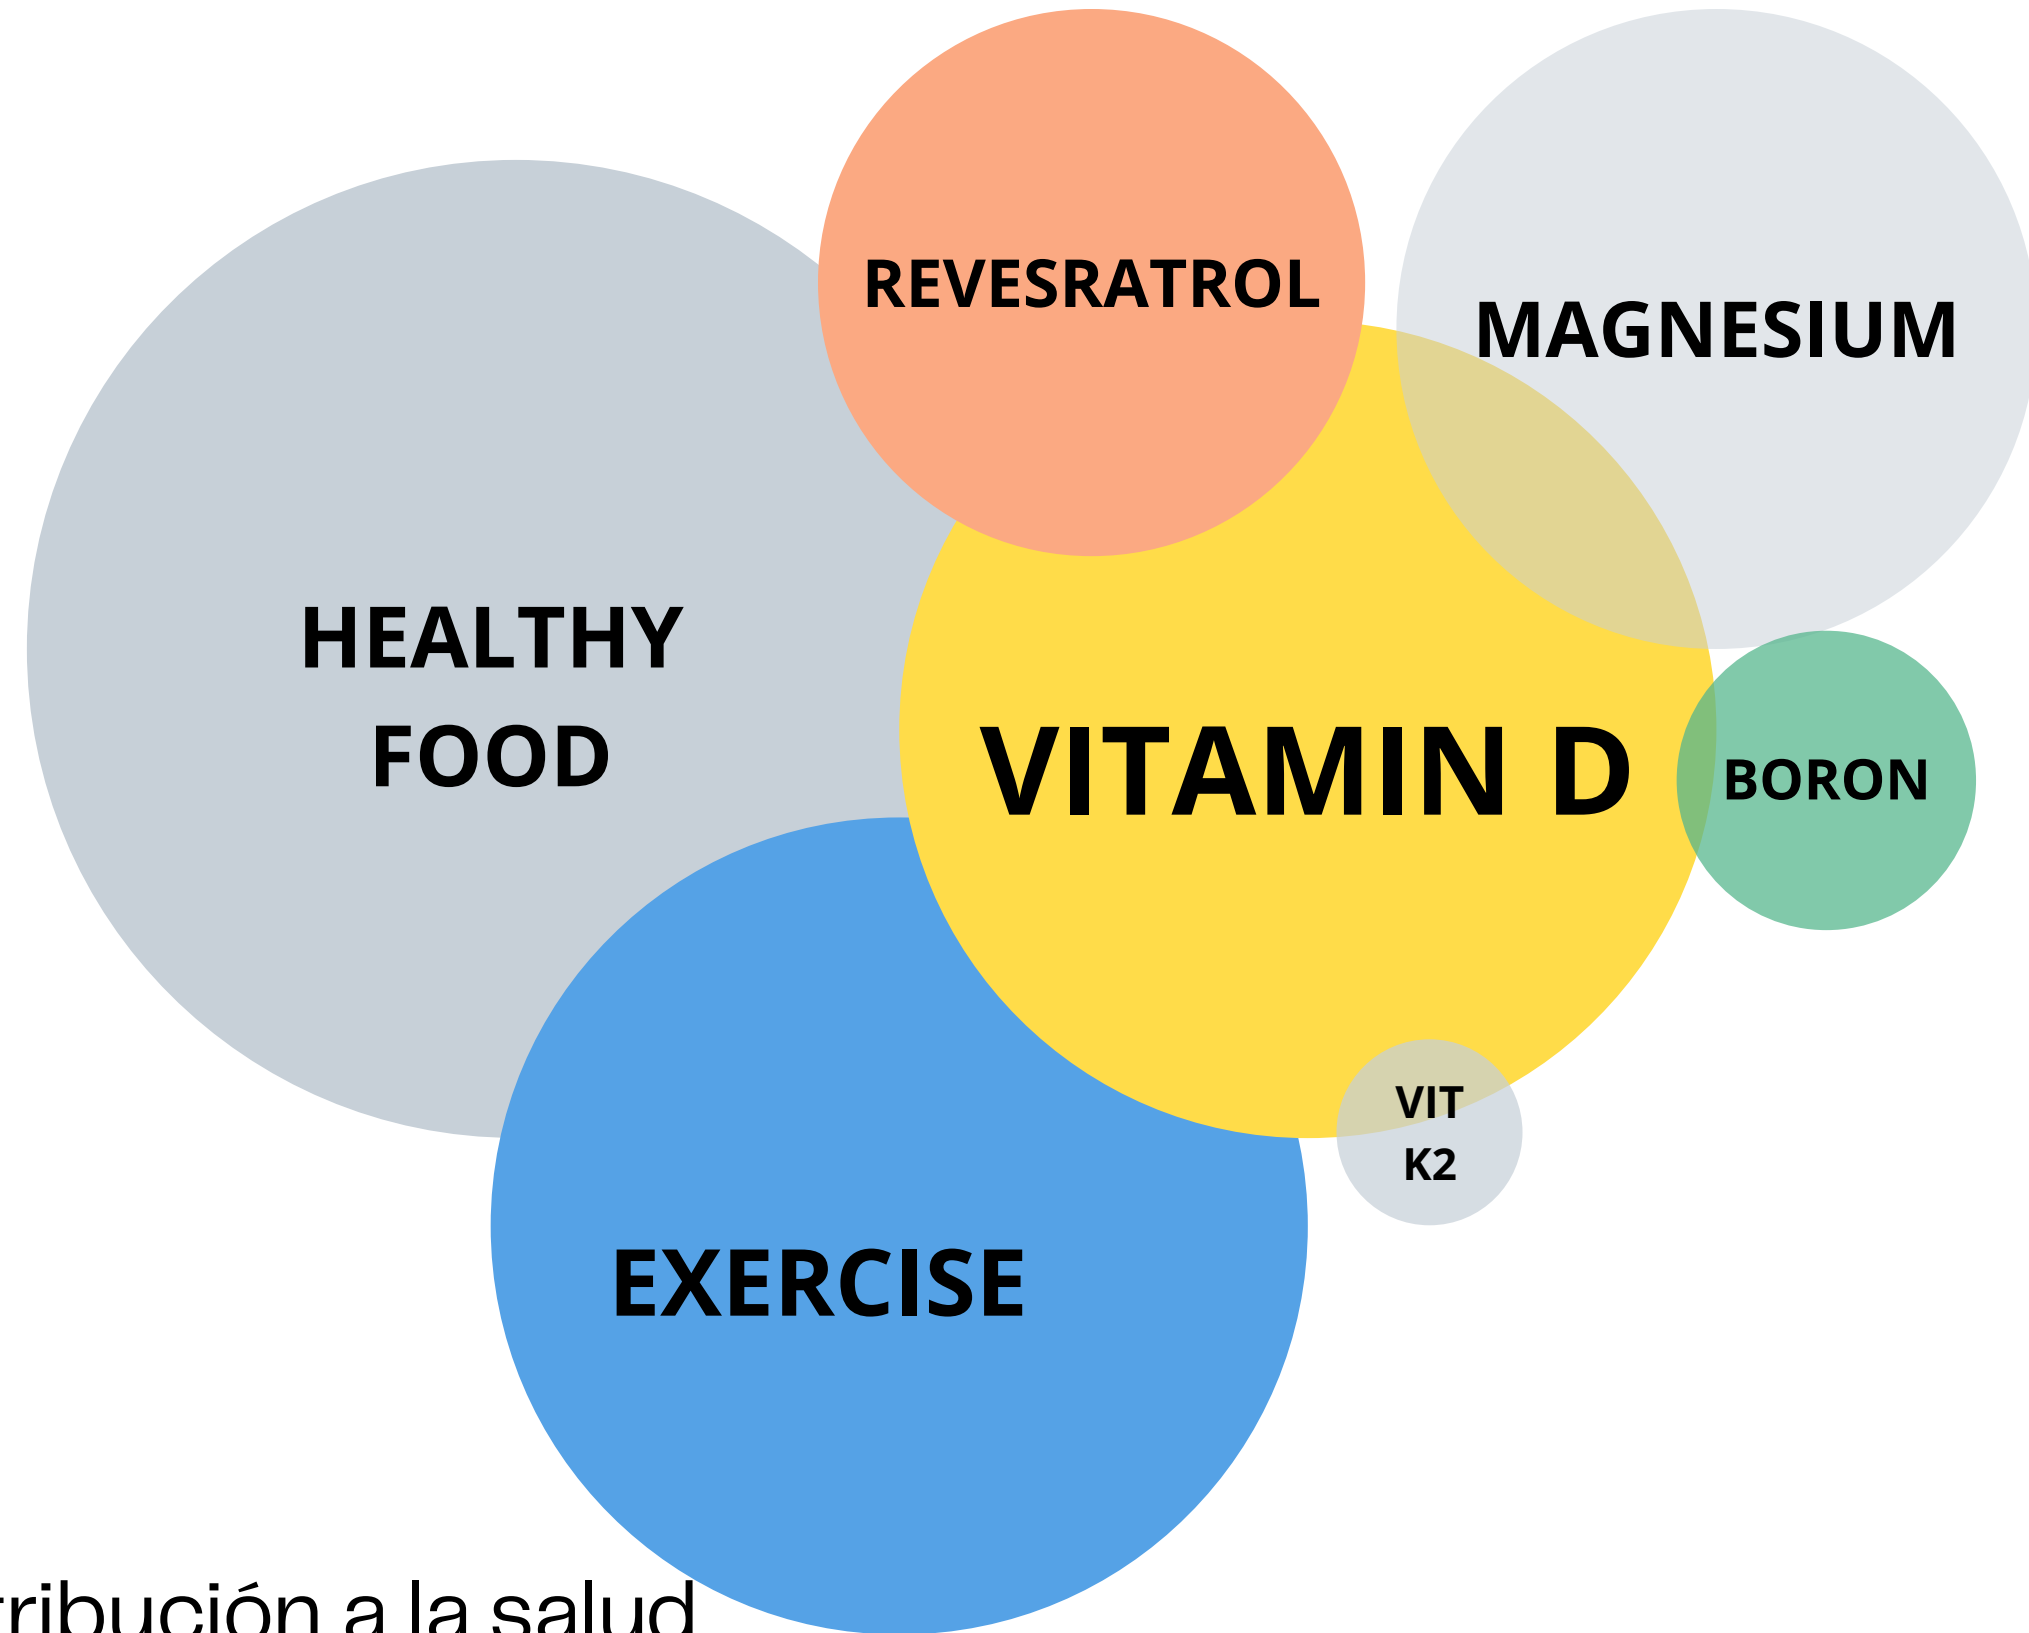 REVESRATROL
MAGNESIUM
HEALTHY
FOOD
VITAMIN D
BORON
VIT
K2
EXERCISE
ribución a la salud